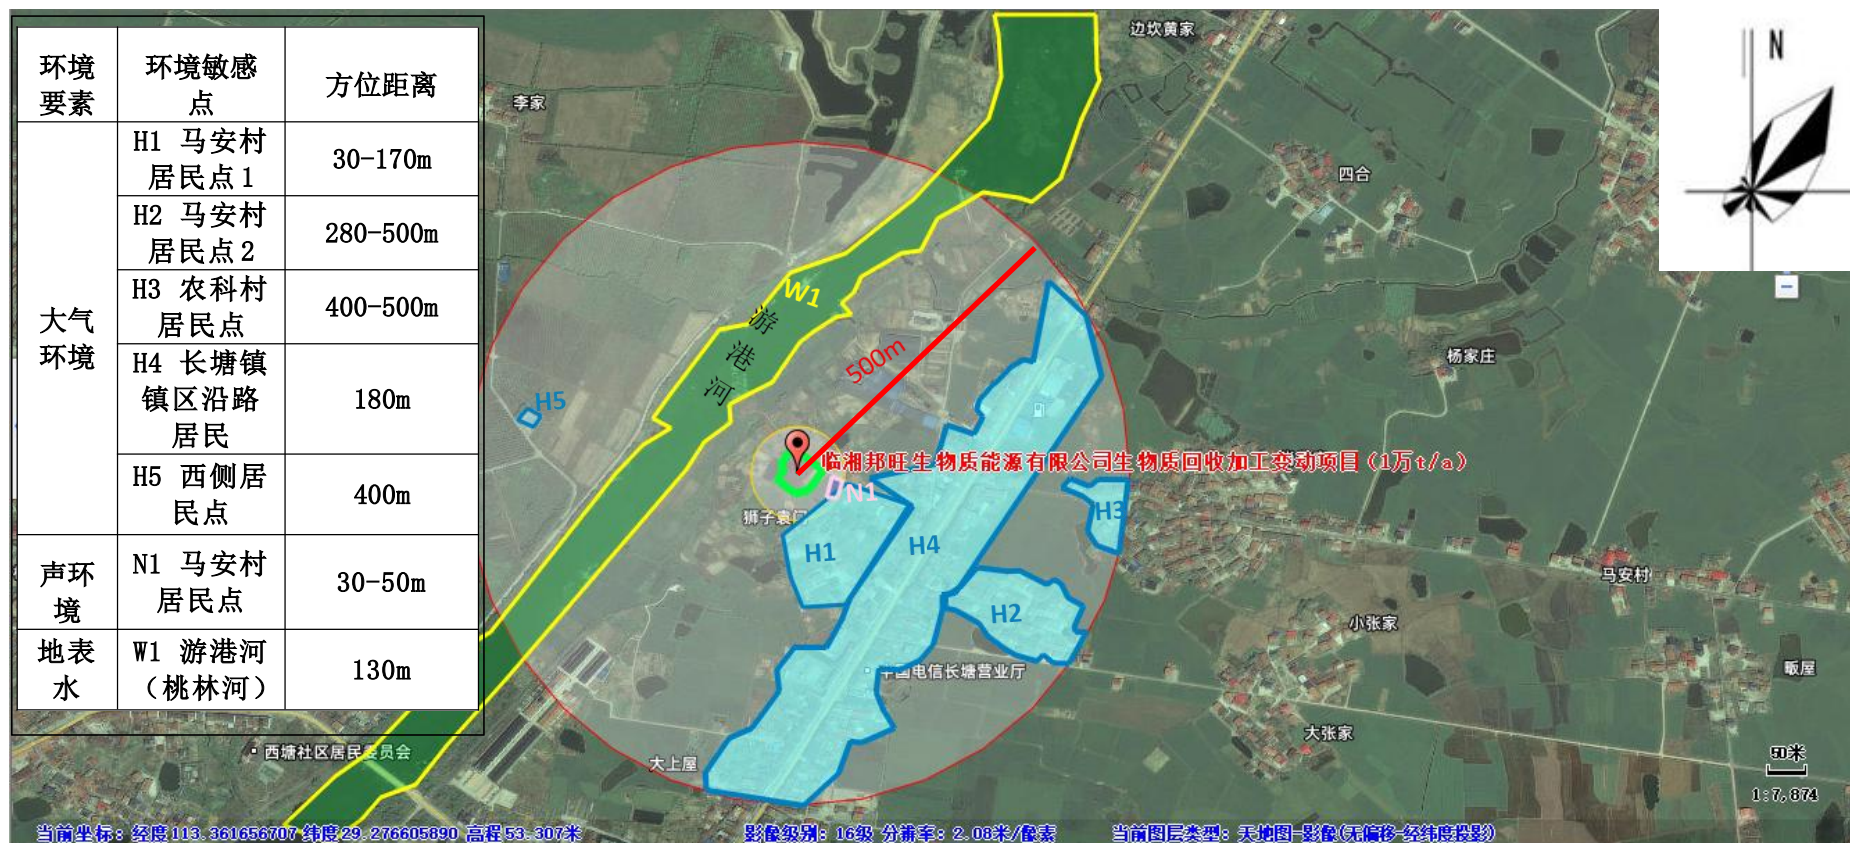 环境
要素
环境敏感
点
方位距离
大气
环境
H1 马安村
居民点1
30-170m
H2 马安村
居民点2
280-500m
H3 农科村
居民点
400-500m
H4 长塘镇
镇区沿路
居民
180m
H5 西侧居
民点
400m
声环
境
N1 马安村
居民点
30-50m
地表
水
W1 游港河
（桃林河）
130m
边坎黄家
李家
四合
杨家庄
N
W1
游
港
河
500m
H5
临湘邦旺生物质能源有限公司生物质回收加工变动项目（1万t/a）
N1
狮子袁门
H1
H4
H3
H2
马安村
小张家
中国电信长塘营业厅
畈屋
大张家
大上屋
西塘社区居民委员会
50米
1:7,874
当前坐标：经度113.361656707 纬度29.276605890 高程53.307米
影像级别：16级 分辨率：2.08米/像素
当前图层类型：天地图-影像(无偏移-经纬度投影)